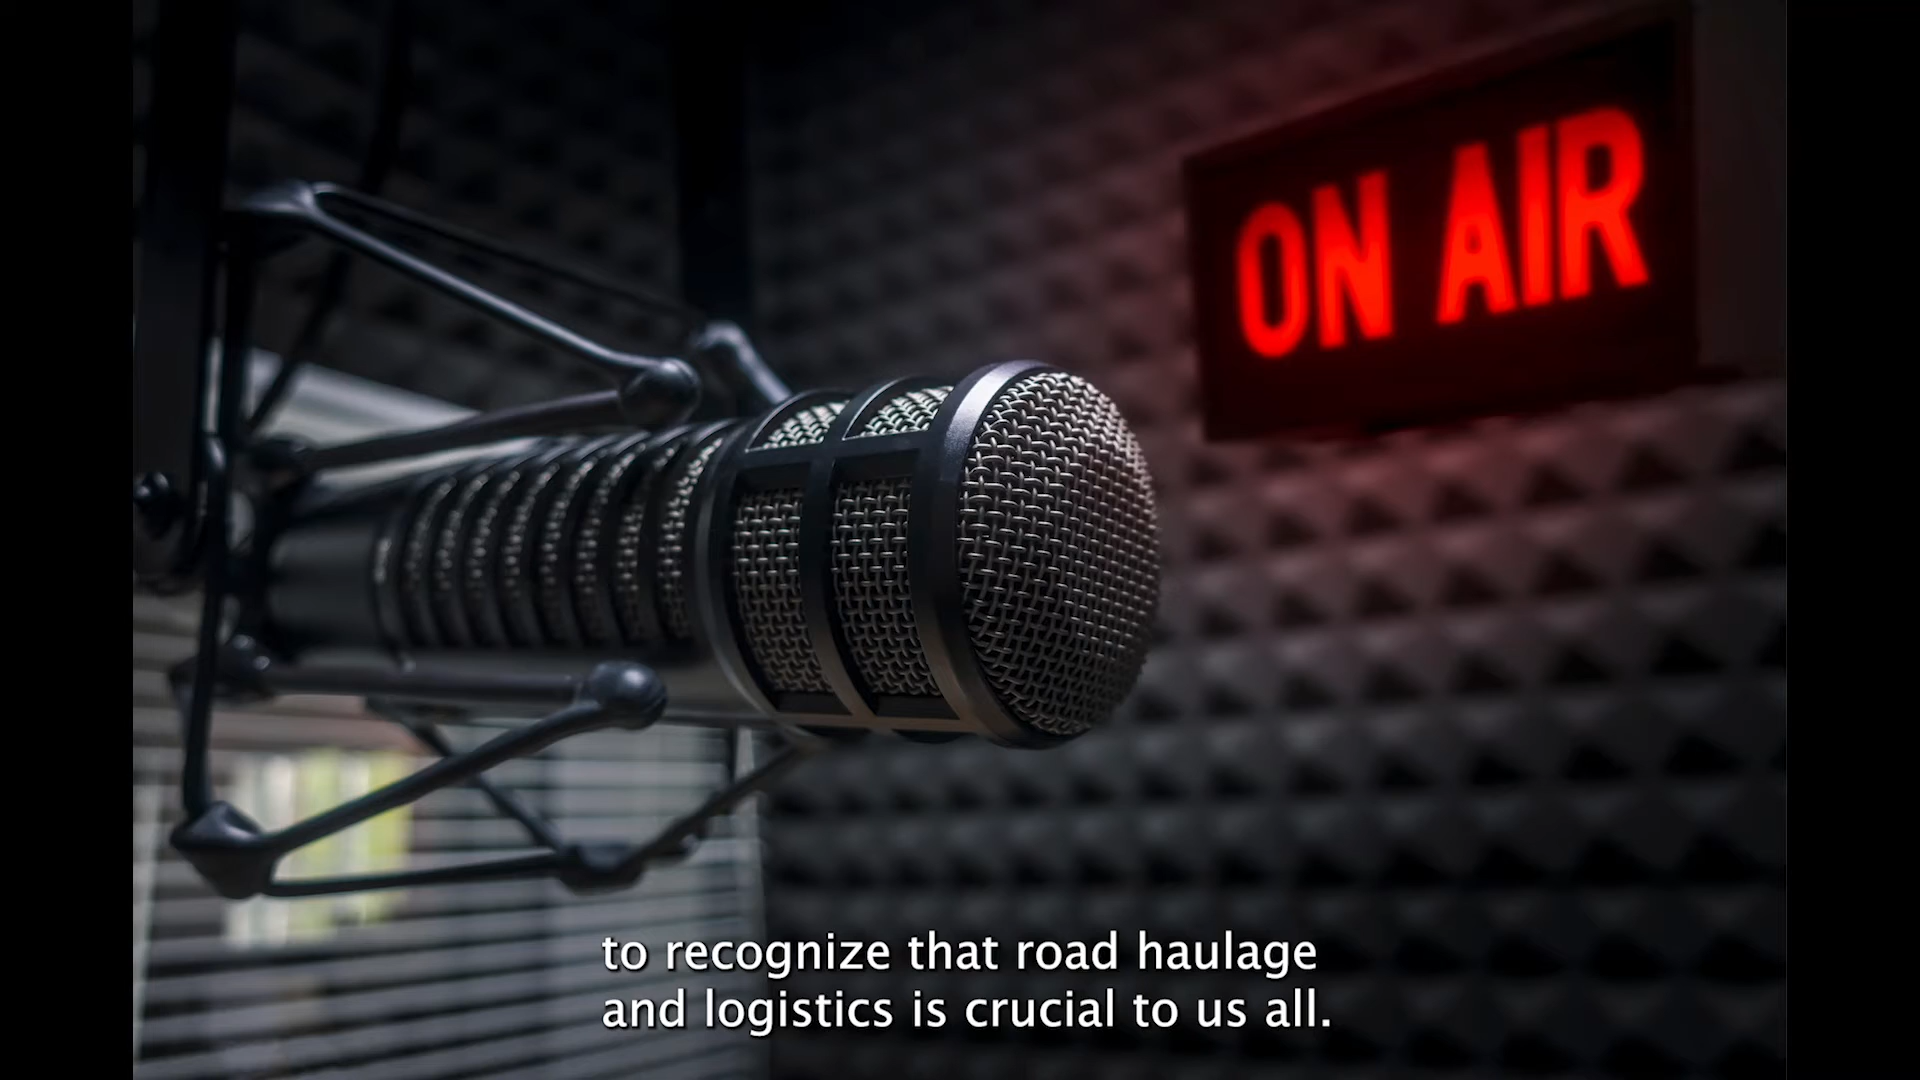 ON AIR
to recognize that road haulage
and logistics is crucial to us all.